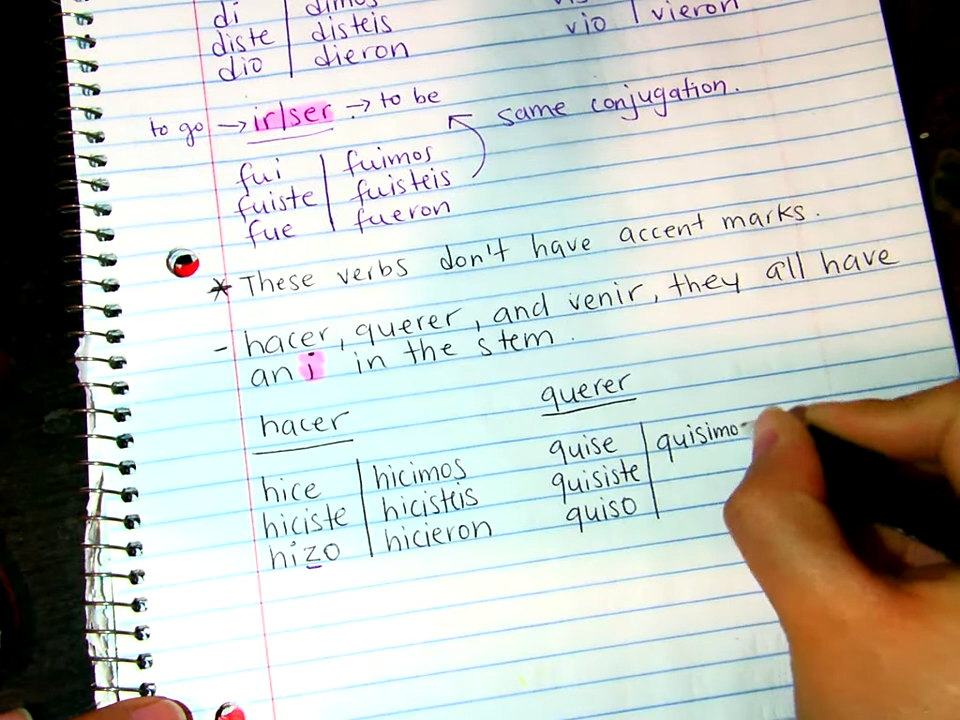 di | dimos
diste | disteis
dio | dieron
vio | vieron
to go → ir/ser → to be
same conjugation.
fui | fuimos
fuiste | fuisteis
fue | fueron
* These verbs don't have accent marks.
- hacer, querer, and venir, they all have
an i in the stem.
hacer
hice | hicimos
hiciste | hicisteis
hizo | hicieron
querer
quise | quisimo
quisiste |
quiso |